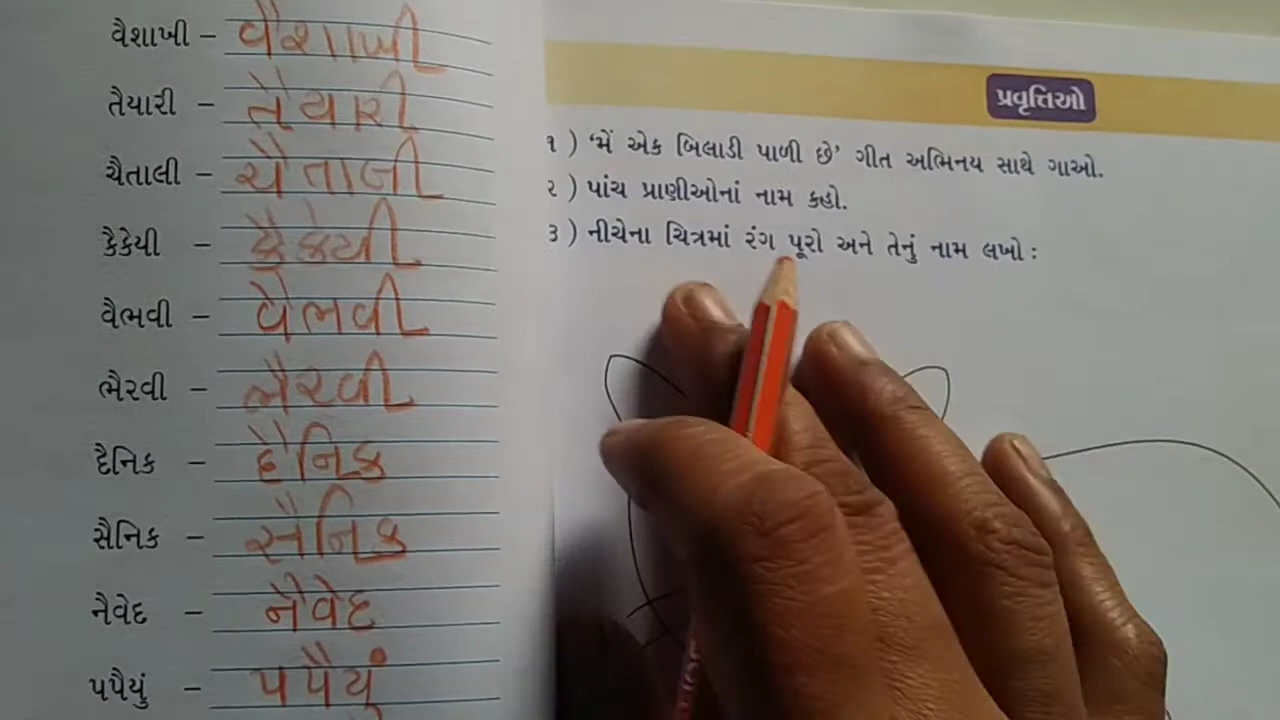 વૈશાખી – વૈશાખી
તૈયારી – તૈયારી
ચૈતાલી – ચૈતાલી
કૈકેયી – કૈકેયી
વૈભવી – વૈભવી
ભૈરવી – ભૈરવી
દૈનિક – દૈનિક
સૈનિક – સૈનિક
નૈવેદ – નૈવેદ
પપૈયું – પપૈયું
પ્રવૃત્તિઓ
૧ ) ‘મેં એક બિલાડી પાળી છે’ ગીત અભિનય સાથે ગાઓ.
૨ ) પાંચ પ્રાણીઓનાં નામ કહો.
૩ ) નીચેના ચિત્રમાં રંગ પૂરો અને તેનું નામ લખો :